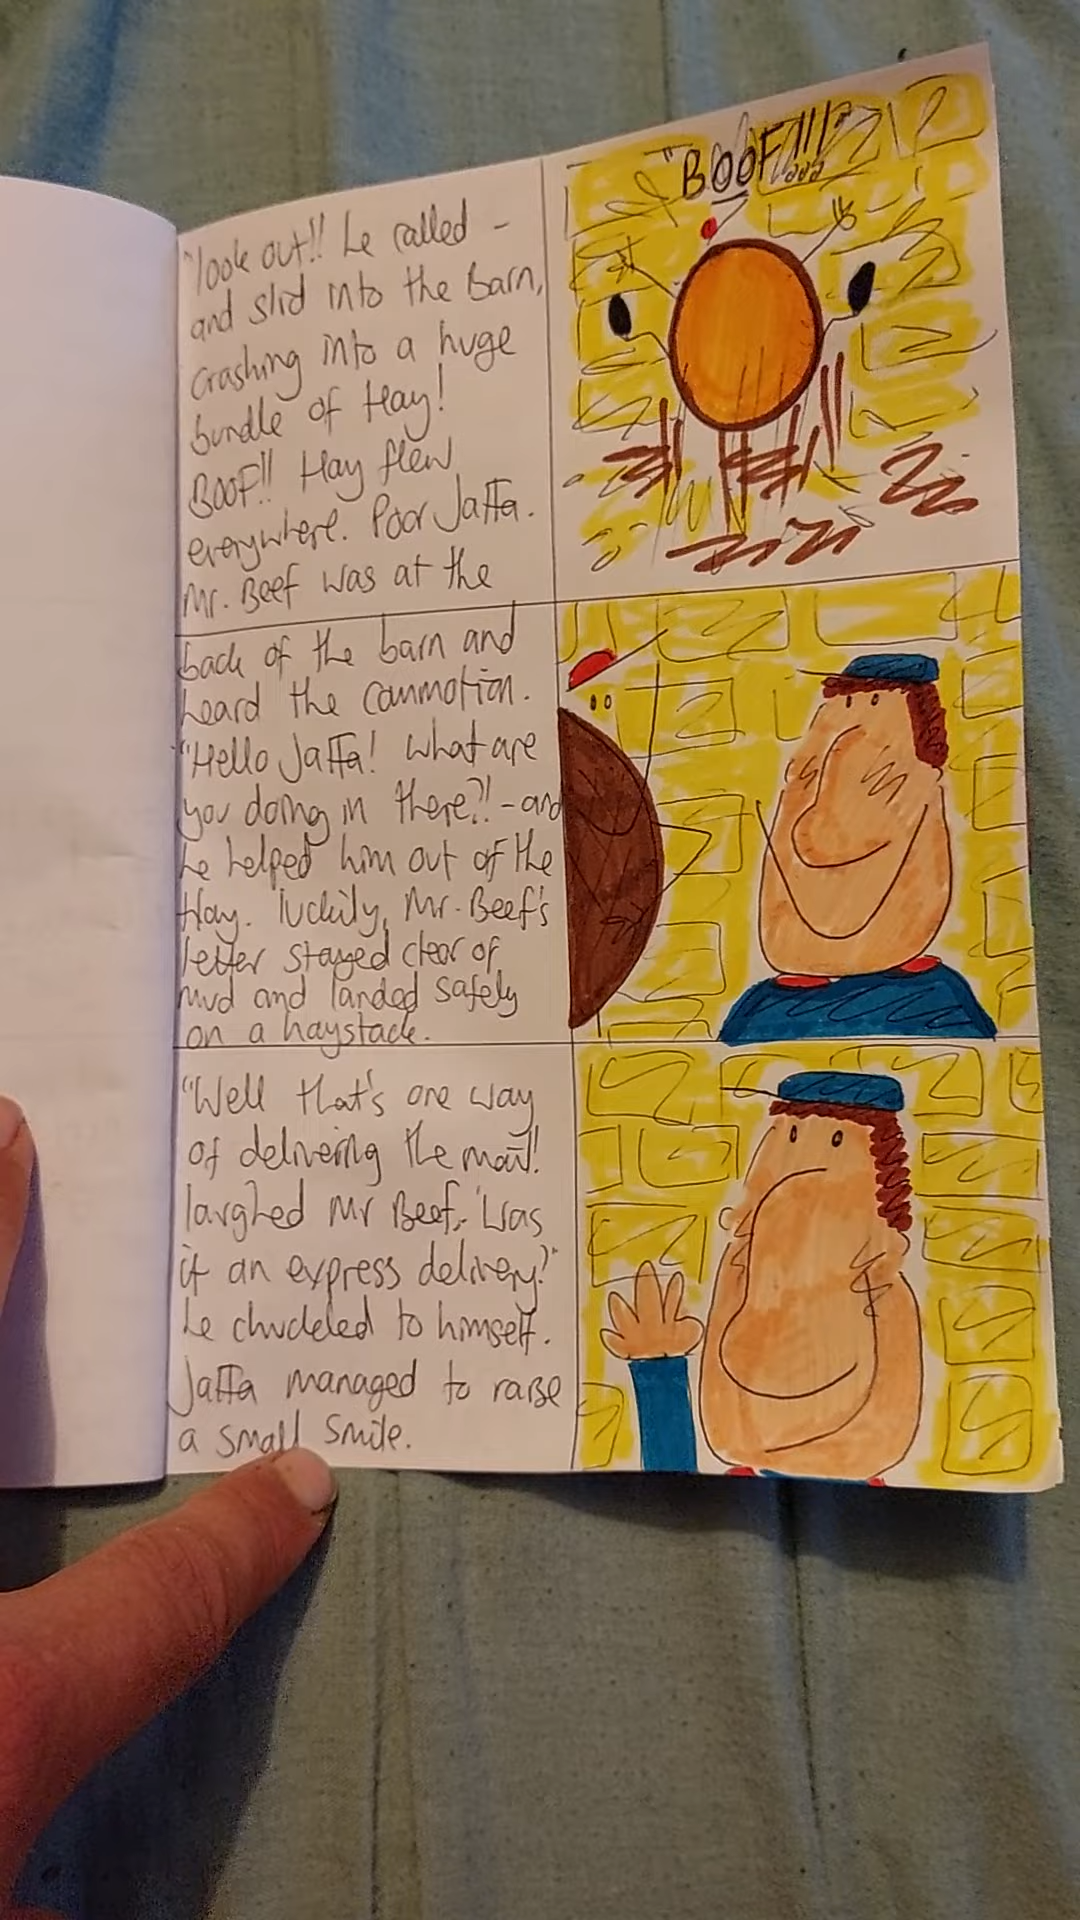 "look out!! he called -
and slid into the Barn,
crashing into a huge
bundle of Hay!
BOOF!! Hay flew
everywhere. Poor Jaffa.
Mr. Beef was at the
back of the barn and
heard the commotion.
"Hello Jaffa! What are
you doing in there?! - and
he helped him out of the
Hay. luckily, Mr. Beef's
letter stayed clear of
mud and landed safely
on a haystack.
"Well that's one way
of delivering the mail!
laughed Mr Beef, 'Was
it an express delivery?"
he chuckled to himself.
Jaffa managed to raise
a small smile.
"BOOF!!!